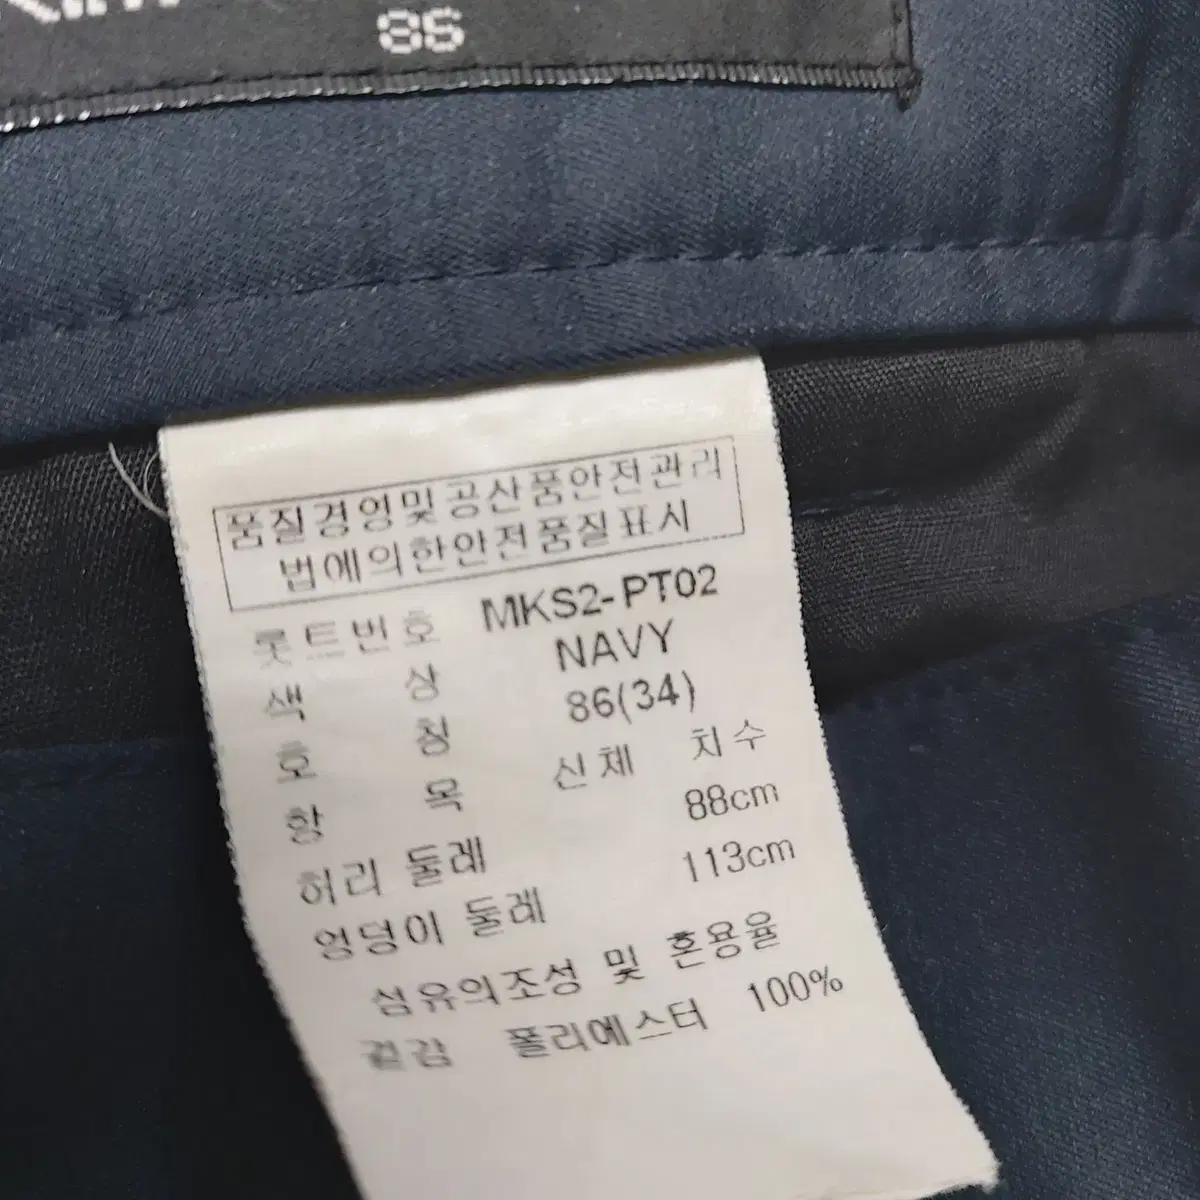 86
품질경영및공산품안전관리
법에의한안전품질표시
롯트번호 MKS2-PT02
색 상 NAVY
호 칭 86(34)
항 목 신체 치수
허리 둘레 88cm
엉덩이 둘레 113cm
섬유의조성 및 혼용율
겉감 폴리에스터 100%